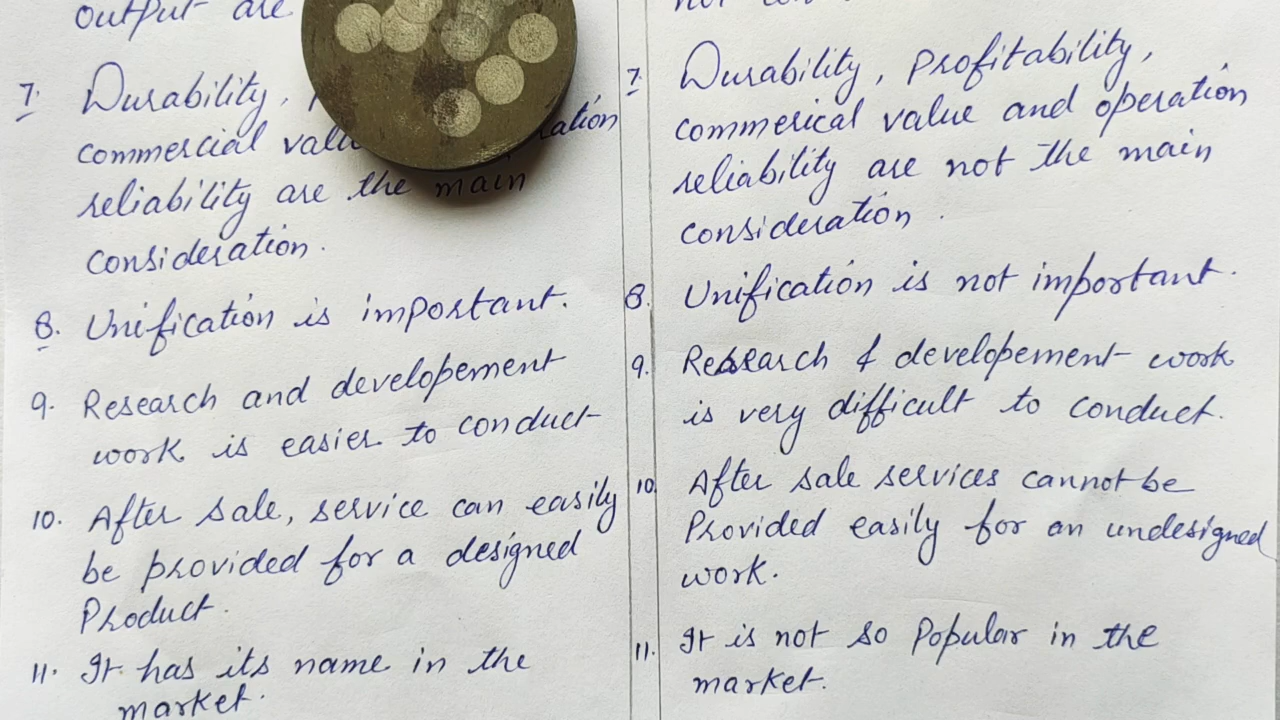 output are
7. Durability,
commercial ation
reliability are the main
consideration.
8. Unification is important.
9. Research and developement
work is easier to conduct
10. After sale, service can easily
be provided for a designed
Product.
11. It has its name in the
market.
7. Durability, Profitability,
commerical value and operation
reliability are not the main
consideration.
8. Unification is not important.
9. Research & developement work
is very difficult to conduct.
10. After sale services cannot be
Provided easily for an undesigned
work.
11. It is not so Popular in the
market.